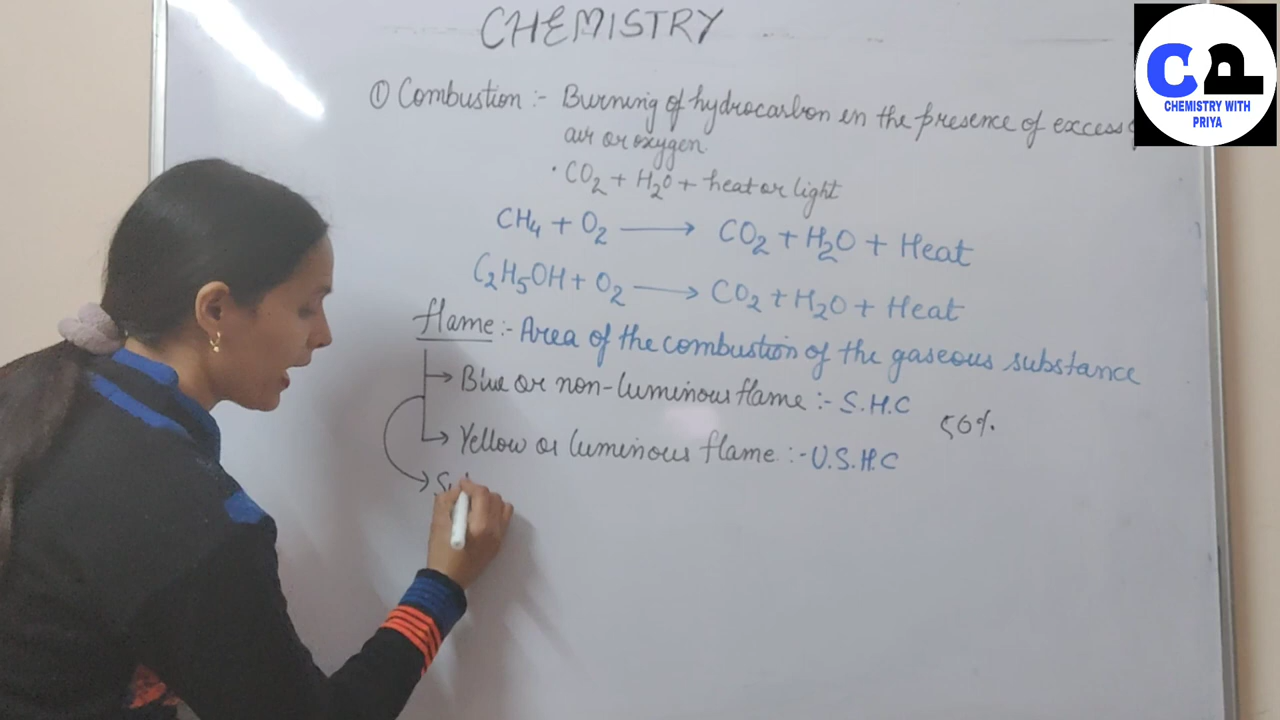 CHEMISTRY
① Combustion :- Burning of hydrocarbon in the presence of excess
air or oxygen.
• CO₂ + H₂O + heat or light
CH₄ + O₂ ⟶ CO₂ + H₂O + Heat
C₂H₅OH + O₂ ⟶ CO₂ + H₂O + Heat
flame :- Area of the combustion of the gaseous substance
→ Blue or non-luminous flame :- S.H.C
56%
→ Yellow or luminous flame :- U.S.H.C
CP
CHEMISTRY WITH
PRIYA